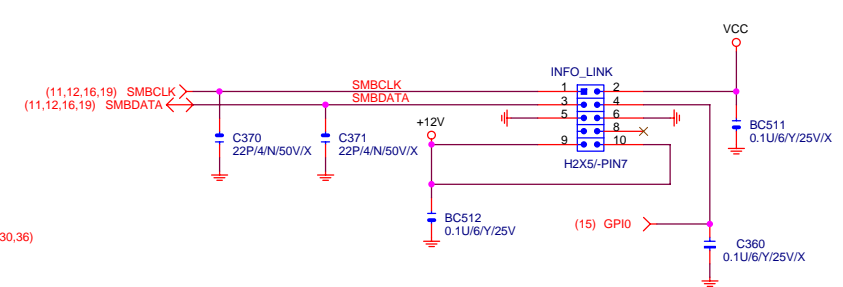 VCC
INFO_LINK
(11,12,16,19) SMBCLK
SMBCLK
1 2
(11,12,16,19) SMBDATA
SMBDATA
3 4
5 6
+12V
8
9 10
C370
22P/4/N/50V/X
C371
22P/4/N/50V/X
BC511
0.1U/6/Y/25V/X
H2X5/-PIN7
BC512
0.1U/6/Y/25V
(15) GPI0
30,36)
C360
0.1U/6/Y/25V/X